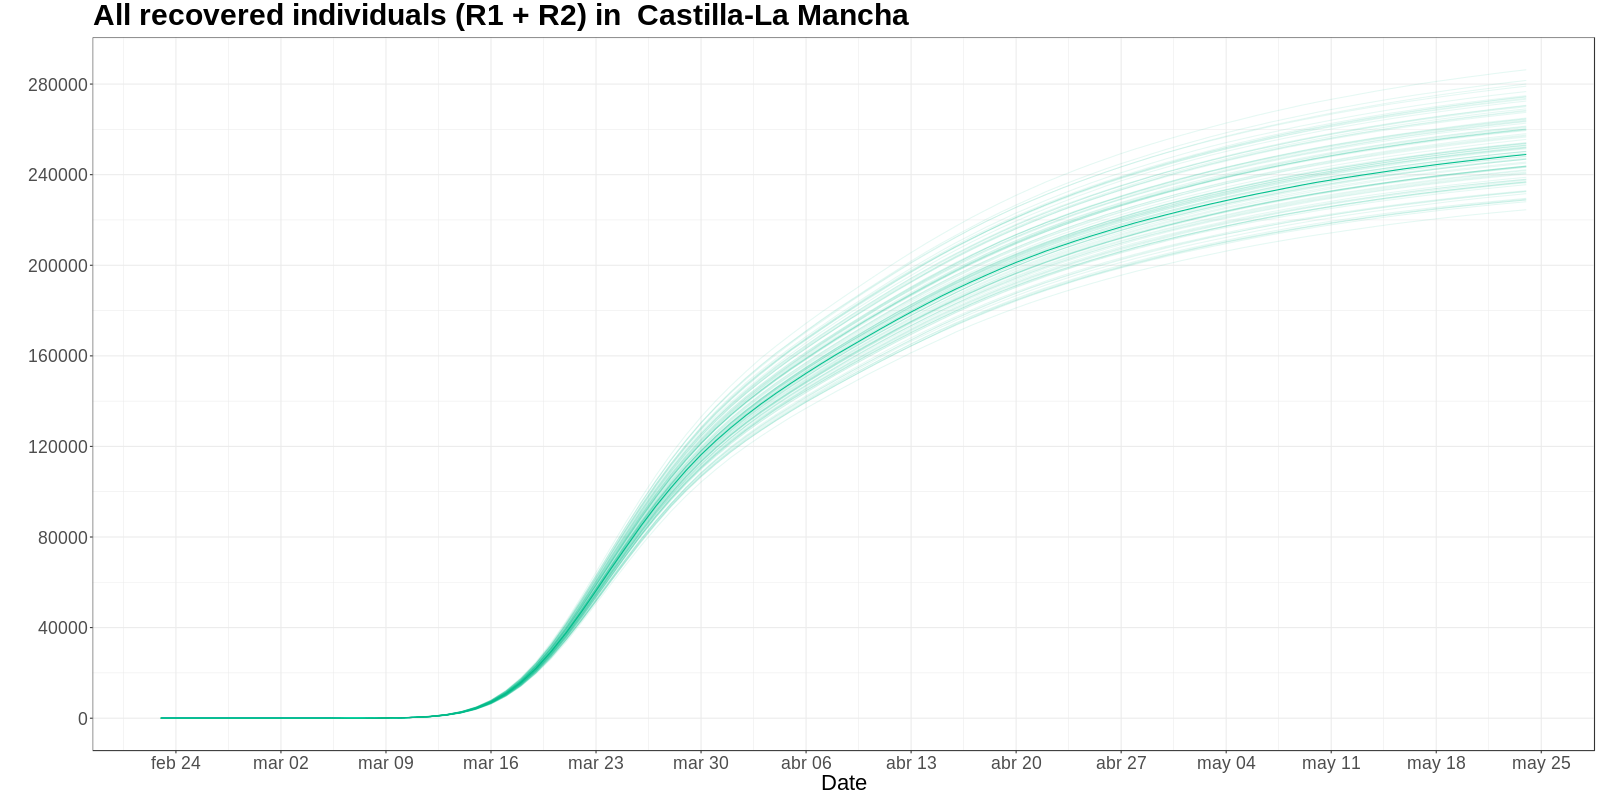 All recovered individuals (R1 + R2) in  Castilla-La Mancha
280000
240000
200000
160000
120000
80000
40000
0
feb 24 mar 02 mar 09 mar 16 mar 23 mar 30 abr 06 abr 13 abr 20 abr 27 may 04 may 11 may 18 may 25
Date